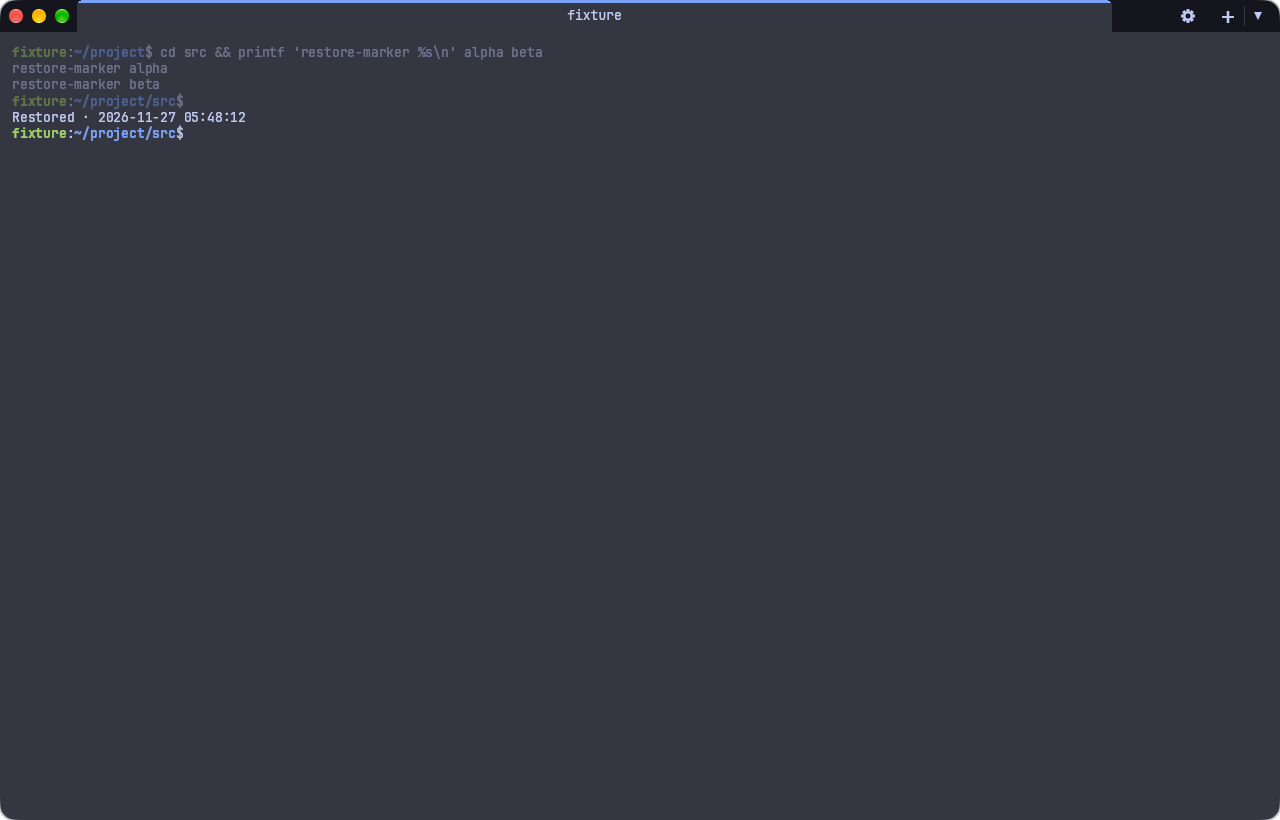 fixture
fixture:~/project$ cd src && printf 'restore-marker %s\n' alpha beta
restore-marker alpha
restore-marker beta
fixture:~/project/src$
Restored · 2026-11-27 05:48:12
fixture:~/project/src$